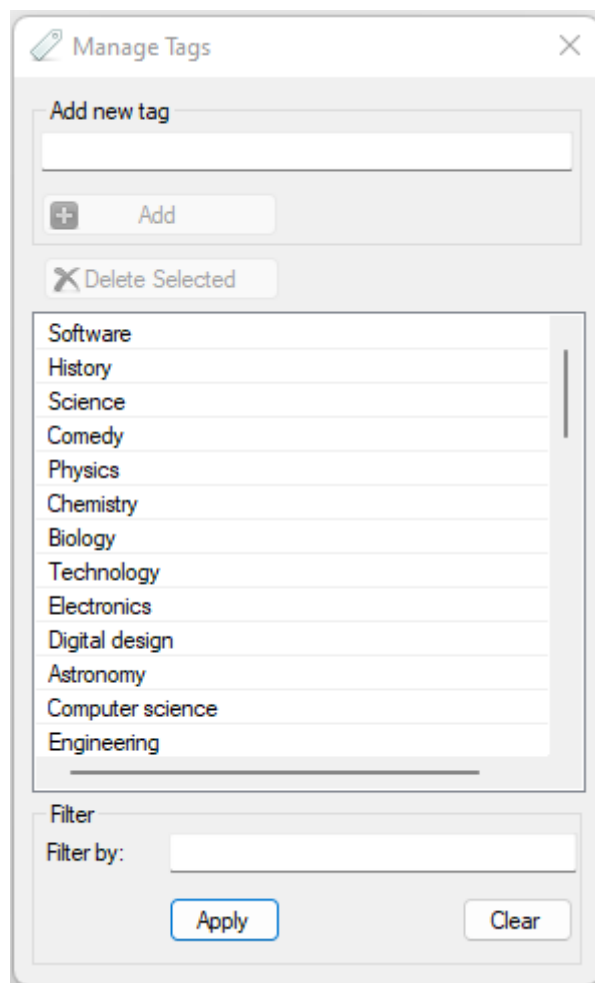 Manage Tags
Add new tag
Add
Delete Selected
Software
History
Science
Comedy
Physics
Chemistry
Biology
Technology
Electronics
Digital design
Astronomy
Computer science
Engineering
Filter
Filter by:
Apply Clear